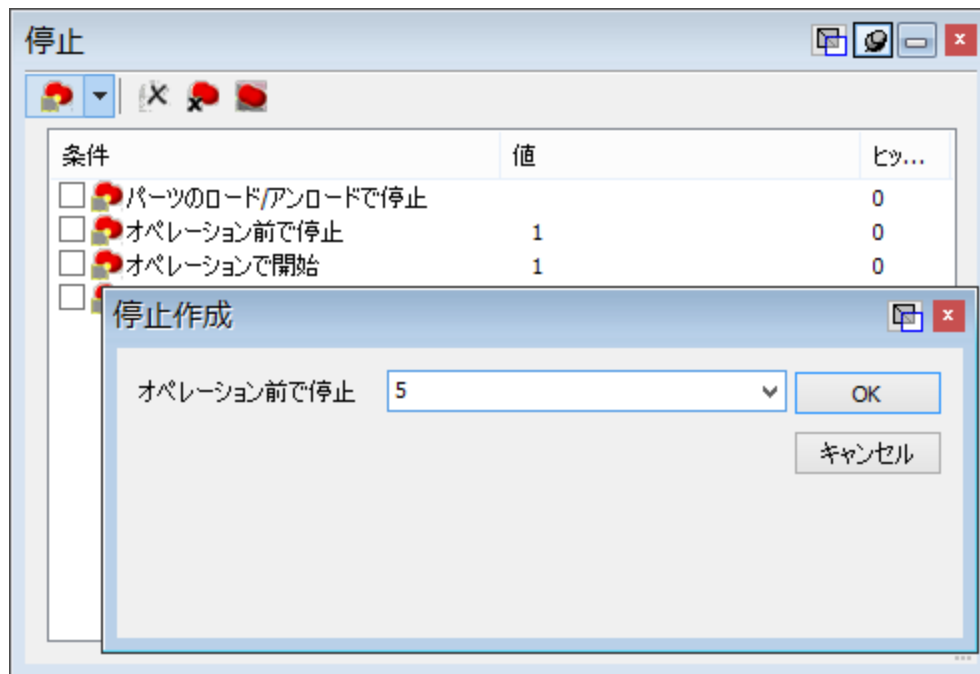 停止
条件 値 ヒッ...
パーツのロード/アンロードで停止 0
オペレーション前で停止 1 0
オペレーションで開始 1 0
停止作成
オペレーション前で停止 5 OK
キャンセル